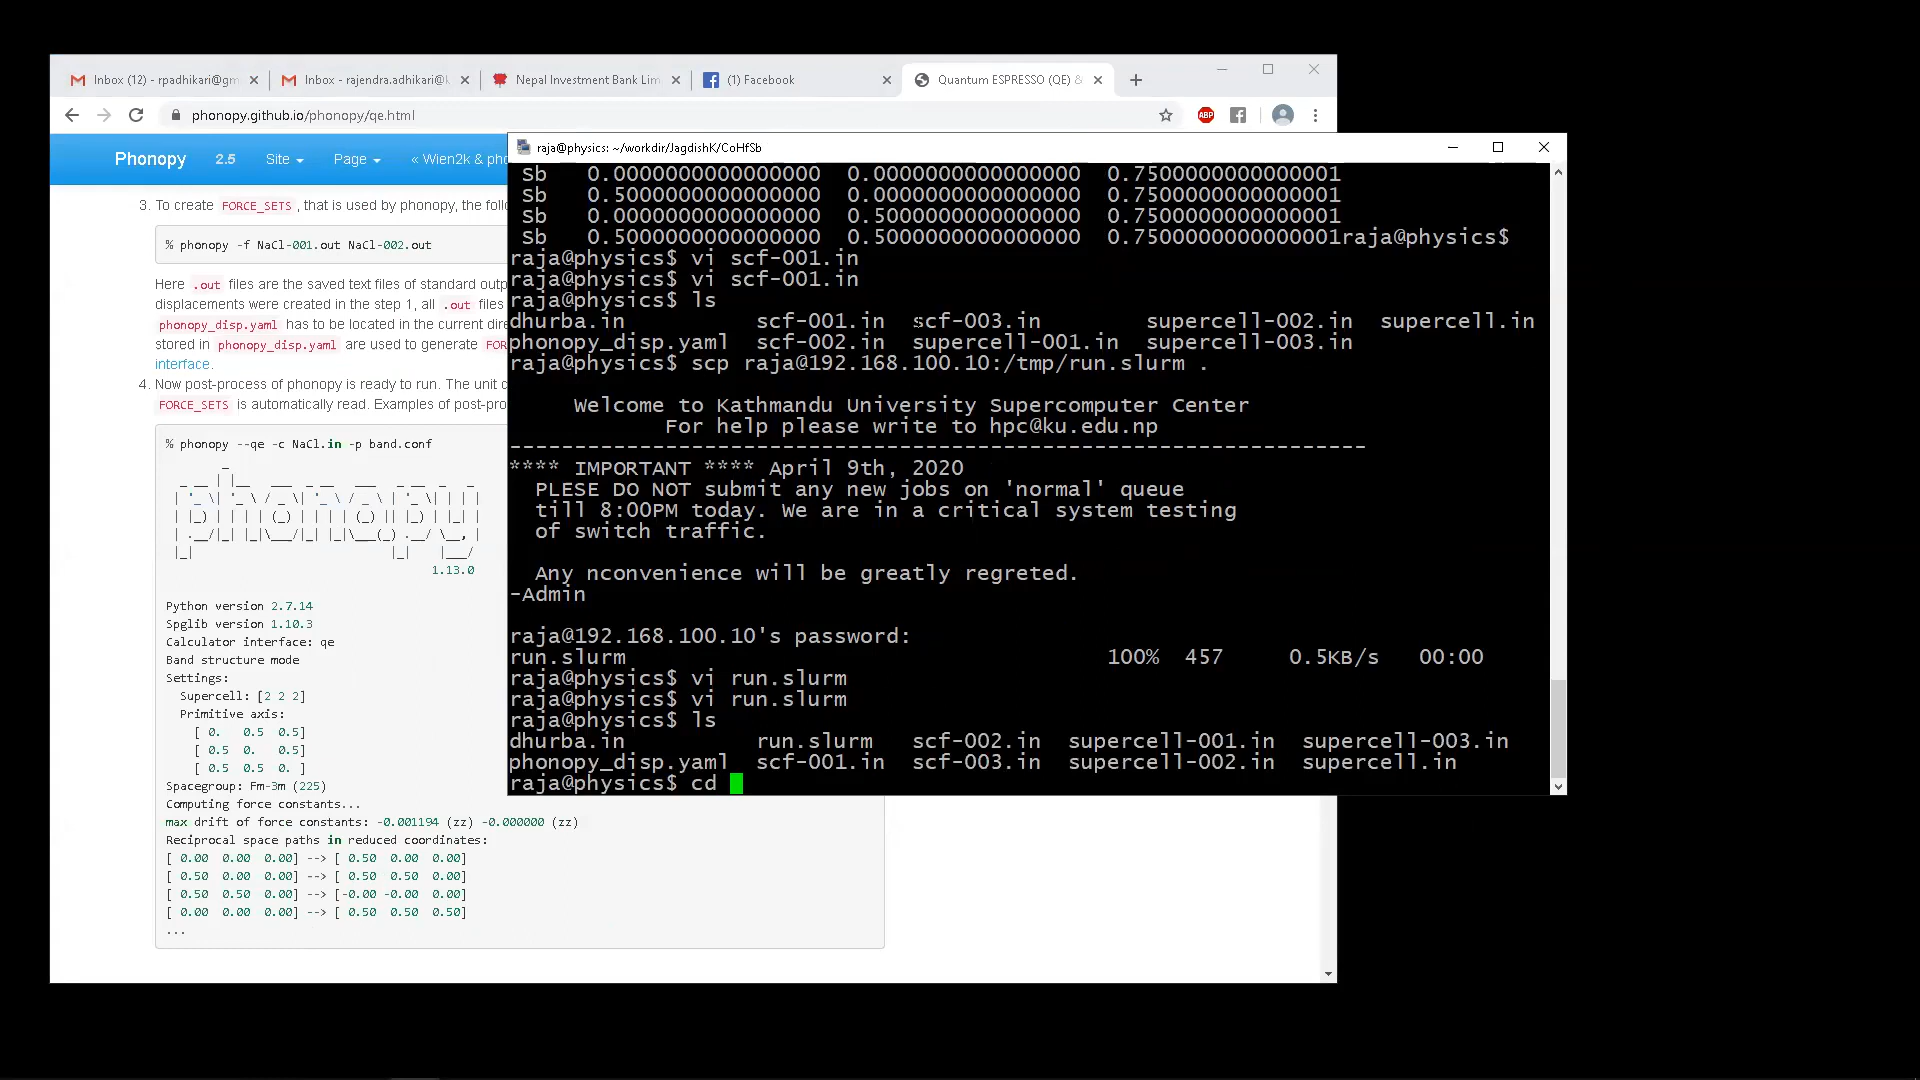 Inbox (12) - rpadhikari@gm
Inbox - rajendra.adhikari@k
Nepal Investment Bank Lim
(1) Facebook
Quantum ESPRESSO (QE) &
phonopy.github.io/phonopy/qe.html
ABP
Phonopy 2.5 Site Page « Wien2k & pho
3. To create FORCE_SETS , that is used by phonopy, the follo
% phonopy -f NaCl-001.out NaCl-002.out
Here .out files are the saved text files of standard outp
displacements were created in the step 1, all .out files
phonopy_disp.yaml has to be located in the current dire
stored in phonopy_disp.yaml are used to generate FOR
interface.
4. Now post-process of phonopy is ready to run. The unit c
FORCE_SETS is automatically read. Examples of post-pro
% phonopy --qe -c NaCl.in -p band.conf
1.13.0
Python version 2.7.14
Spglib version 1.10.3
Calculator interface: qe
Band structure mode
Settings:
Supercell: [2 2 2]
Primitive axis:
[ 0. 0.5 0.5]
[ 0.5 0. 0.5]
[ 0.5 0.5 0. ]
Spacegroup: Fm-3m (225)
Computing force constants...
max drift of force constants: -0.001194 (zz) -0.000000 (zz)
Reciprocal space paths in reduced coordinates:
[ 0.00 0.00 0.00] --> [ 0.50 0.00 0.00]
[ 0.50 0.00 0.00] --> [ 0.50 0.50 0.00]
[ 0.50 0.50 0.00] --> [-0.00 -0.00 0.00]
[ 0.00 0.00 0.00] --> [ 0.50 0.50 0.50]
...
raja@physics: ~/workdir/JagdishK/CoHfSb
Sb 0.0000000000000000 0.0000000000000000 0.7500000000000001
Sb 0.5000000000000000 0.0000000000000000 0.7500000000000001
Sb 0.0000000000000000 0.5000000000000000 0.7500000000000001
Sb 0.5000000000000000 0.5000000000000000 0.7500000000000001raja@physics$
raja@physics$ vi scf-001.in
raja@physics$ vi scf-001.in
raja@physics$ ls
dhurba.in scf-001.in scf-003.in supercell-002.in supercell.in
phonopy_disp.yaml scf-002.in supercell-001.in supercell-003.in
raja@physics$ scp raja@192.168.100.10:/tmp/run.slurm .
Welcome to Kathmandu University Supercomputer Center
For help please write to hpc@ku.edu.np
------------------------------------------------------------------
**** IMPORTANT **** April 9th, 2020
PLESE DO NOT submit any new jobs on 'normal' queue
till 8:00PM today. We are in a critical system testing
of switch traffic.
Any nconvenience will be greatly regretted.
-Admin
raja@192.168.100.10's password:
run.slurm 100% 457 0.5KB/s 00:00
raja@physics$ vi run.slurm
raja@physics$ vi run.slurm
raja@physics$ ls
dhurba.in run.slurm scf-002.in supercell-001.in supercell-003.in
phonopy_disp.yaml scf-001.in scf-003.in supercell-002.in supercell.in
raja@physics$ cd